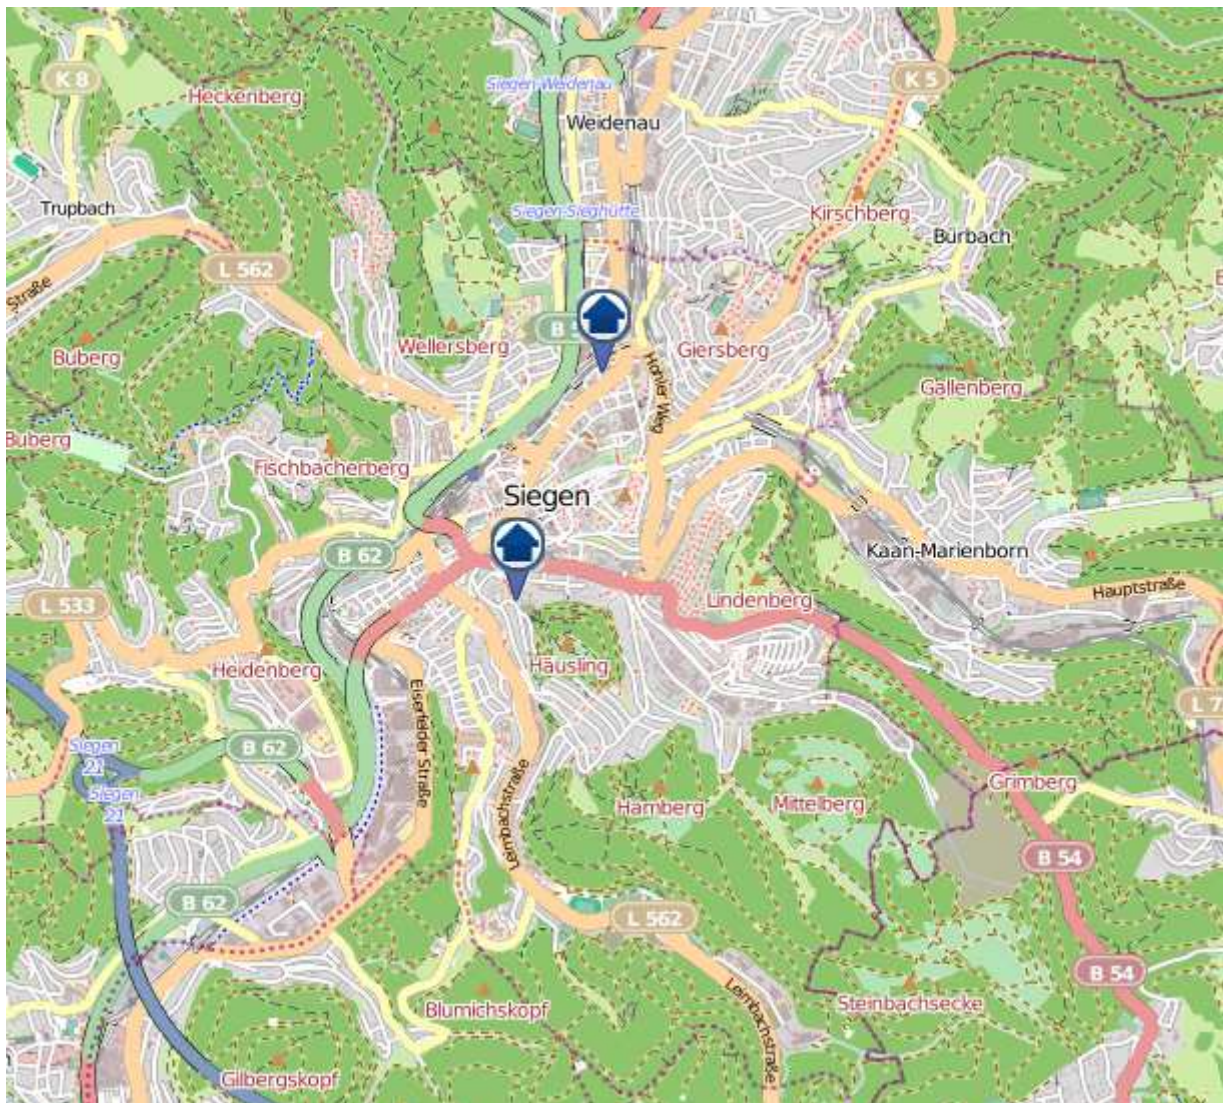 K 8
K 5
Heckenberg
Siegen-Weidenau
Weidenau
Trupbach
Siegen-Sieghütte
Kirschberg
Bürbach
L 562
Straße
Wellersberg
Giersberg
Buberg
Hohler Weg
Gallenberg
Buberg
Fischbacherberg
Siegen
B 62
Kaan-Marienborn
Hauptstraße
L 533
Lindenberg
Heidenberg
Häusling
Eiserfelder Straße
Siegen
21
Siegen
21
B 62
Grimberg
Hamberg
Mittelberg
Leimbachstraße
B 54
B 62
L 562
B 54
Leimbachstraße
Steinbachsecke
Blumichskopf
Gilbergskopf